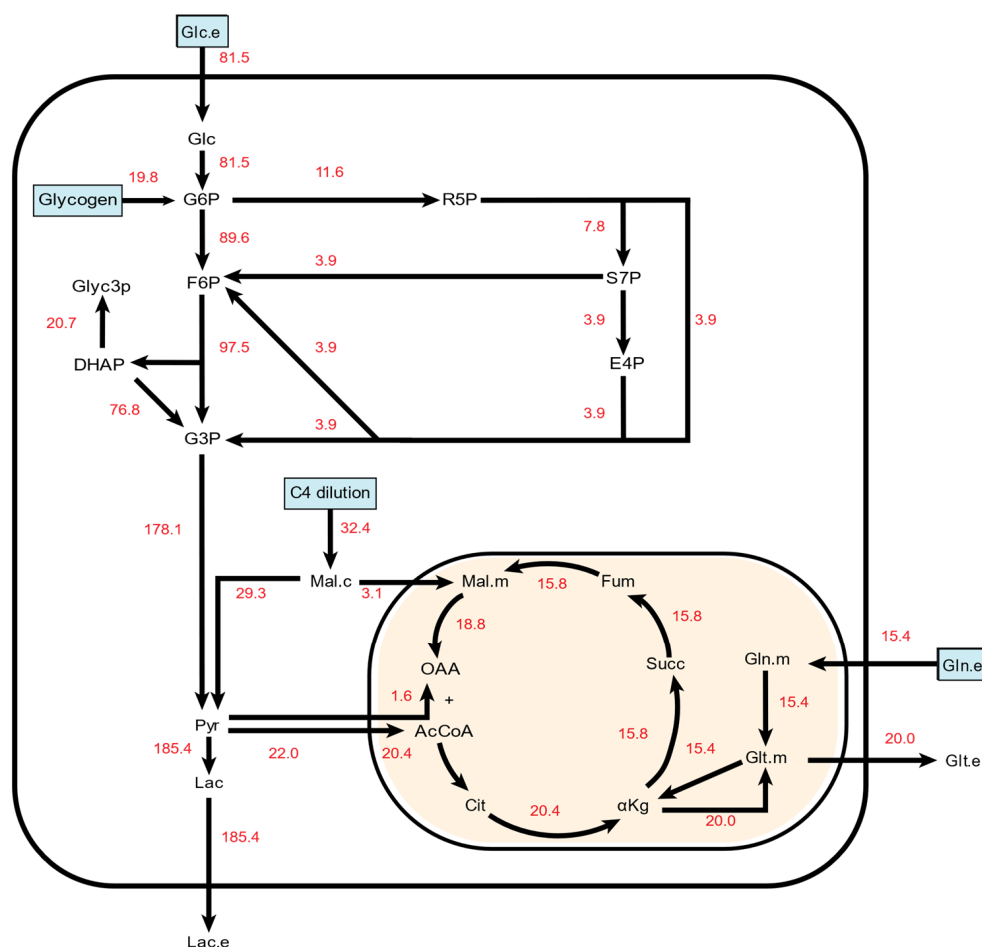 Glc.e
81.5
Glc
81.5
19.8
11.6
Glycogen
G6P
R5P
7.8
89.6
3.9
F6P
S7P
Glyc3p
20.7
97.5
3.9
3.9
3.9
DHAP
E4P
76.8
3.9
3.9
G3P
C4 dilution
178.1
32.4
Mal.c
Mal.m
Fum
29.3
3.1
15.8
15.8
18.8
15.4
OAA
Succ
Gln.m
Gln.e
1.6
+
15.4
Pyr
AcCoA
15.8
185.4
22.0
20.4
15.4
20.0
Lac
Glt.m
Glt.e
Cit
20.4
αKg
20.0
185.4
Lac.e